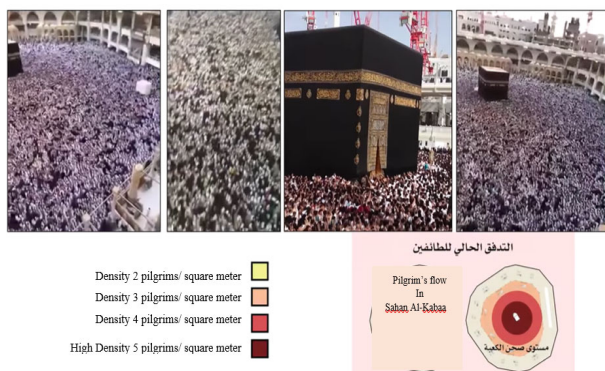 التدفق الحالي للطائفين
Density 2 pilgrims/ square meter
Density 3 pilgrims/ square meter
Density 4 pilgrims/ square meter
High Density 5 pilgrims/ square meter
Pilgrim's flow
In
Sahan Al-Kabaa
مستوى صحن الكعبة